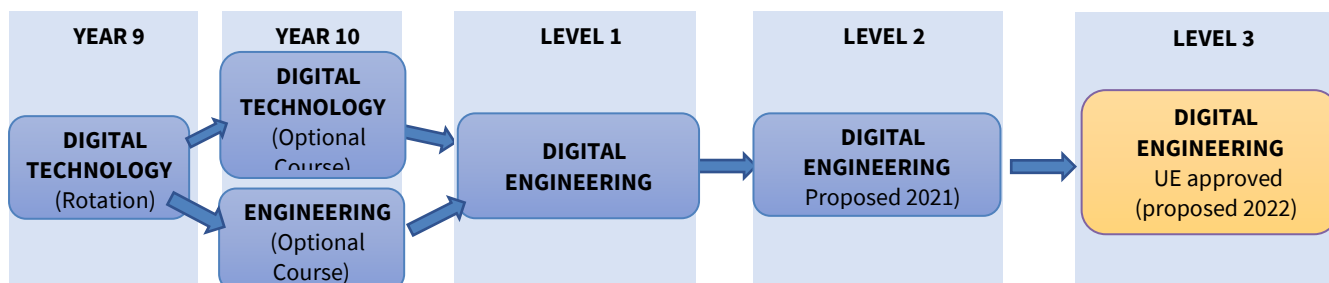 YEAR 9
DIGITAL
TECHNOLOGY
(Rotation)
YEAR 10
DIGITAL
TECHNOLOGY
(Optional
Course)
ENGINEERING
(Optional
Course)
LEVEL 1
DIGITAL
ENGINEERING
LEVEL 2
DIGITAL
ENGINEERING
Proposed 2021)
LEVEL 3
DIGITAL
ENGINEERING
UE approved
(proposed 2022)